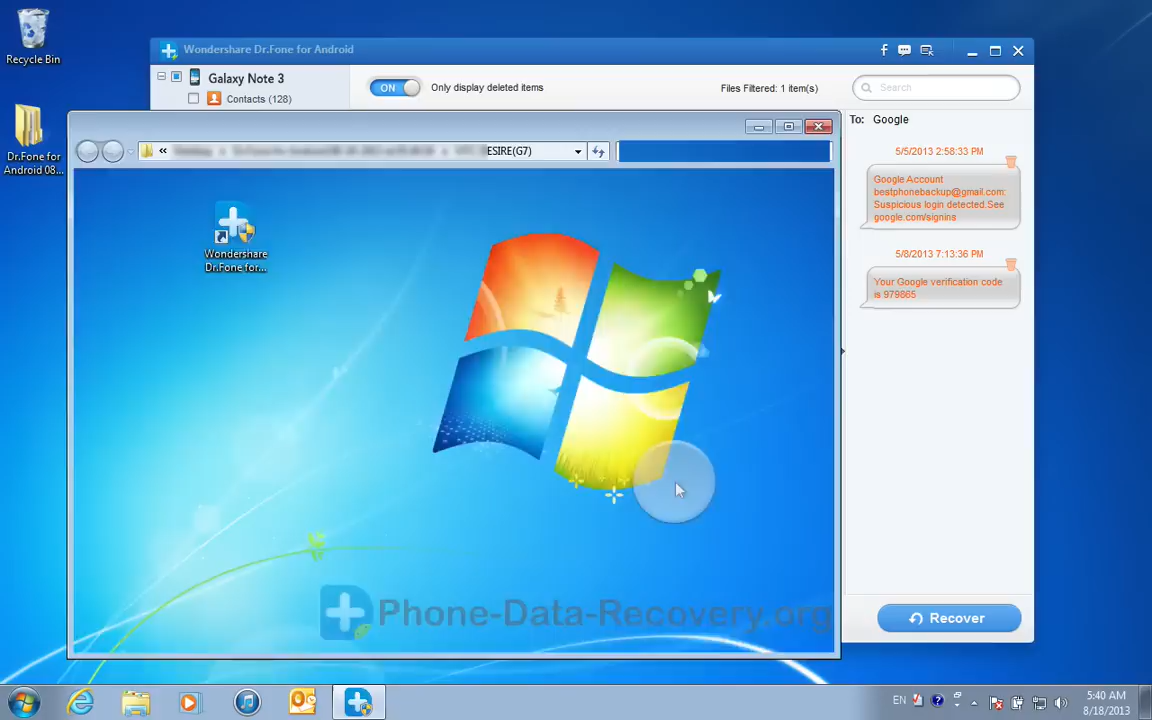 Recycle Bin
Dr.Fone for
Android 08...
Wondershare Dr.Fone for Android
Galaxy Note 3
Contacts (128)
ON
Only display deleted items
Files Filtered: 1 item(s)
Search
ESIRE(G7)
Wondershare
Dr.Fone for...
To: Google
5/5/2013 2:58:33 PM
Google Account
bestphonebackup@gmail.com:
Suspicious login detected.See
google.com/signins
5/8/2013 7:13:36 PM
Your Google verification code
is 979865
Phone-Data-Recovery.org
Recover
EN
5:40 AM
8/18/2013